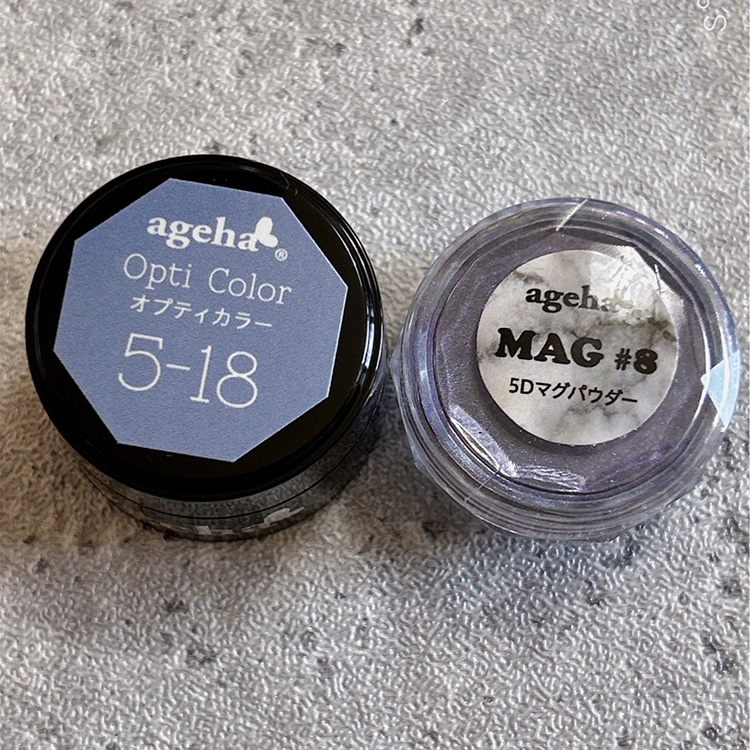 ageha®
Opti Color
オプティカラー
5-18
ageha
MAG #8
5Dマグパウダー